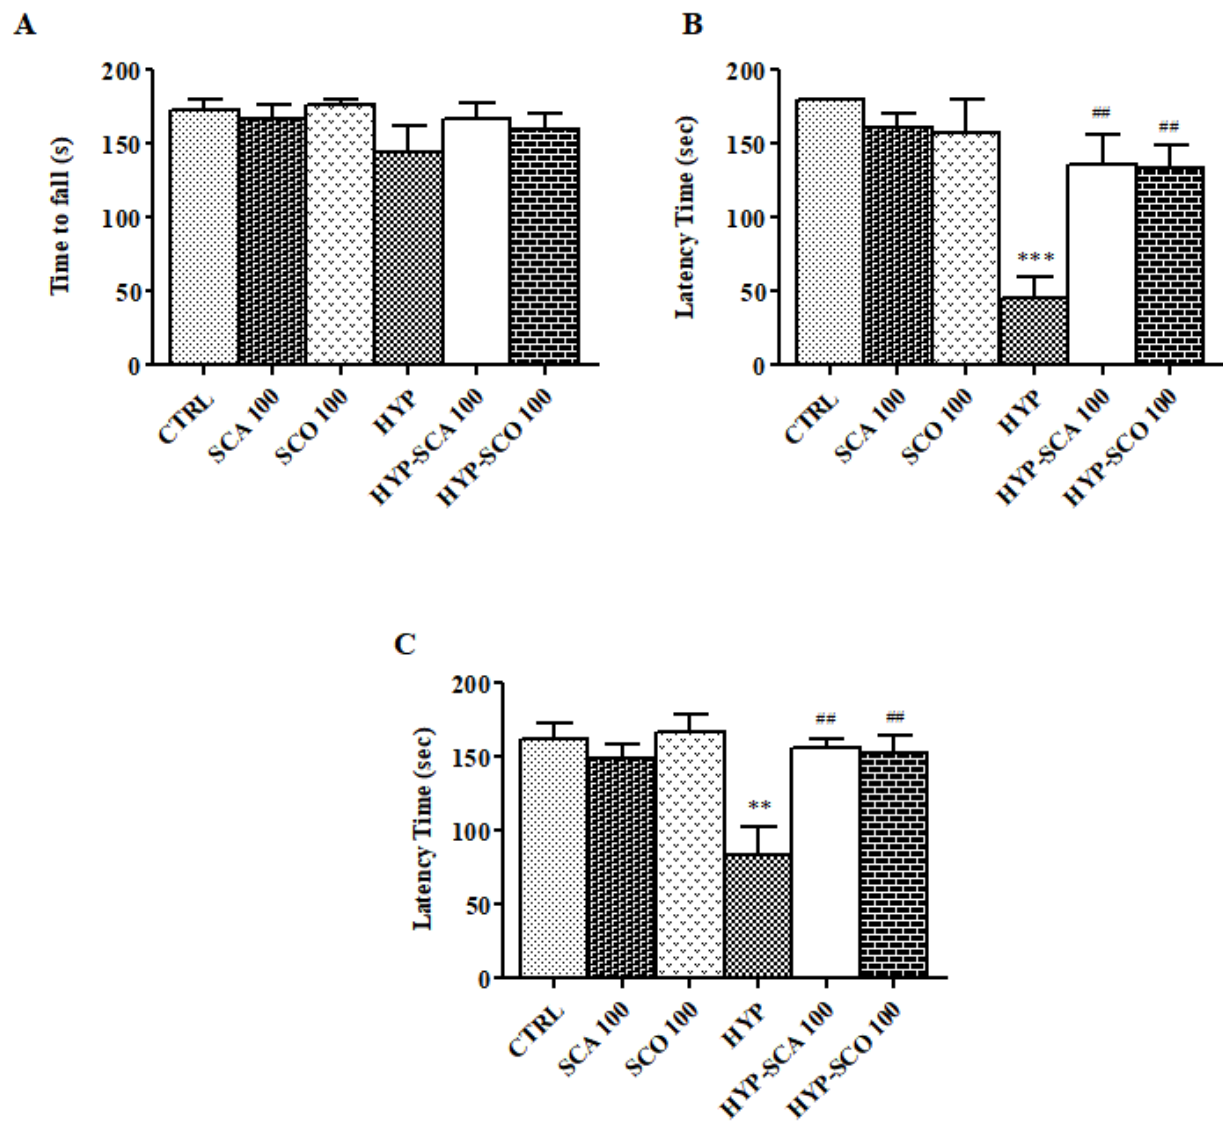 A
Time to fall (s)
200
150
100
50
0
CTRL
SCA 100
SCO 100
HYP
HYP-SCA 100
HYP-SCO 100
B
Latency Time (sec)
200
150
100
50
0
***
##
##
CTRL
SCA 100
SCO 100
HYP
HYP-SCA 100
HYP-SCO 100
C
Latency Time (sec)
200
150
100
50
0
**
##
##
CTRL
SCA 100
SCO 100
HYP
HYP-SCA 100
HYP-SCO 100